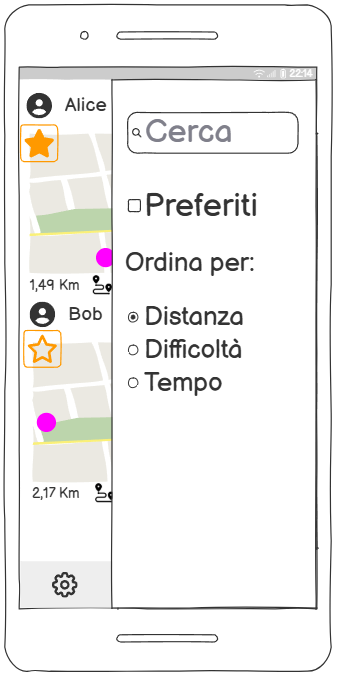 22:14
Alice
Cerca
Preferiti
Ordina per:
1,49 Km
Bob
Distanza
Difficoltà
Tempo
2,17 Km